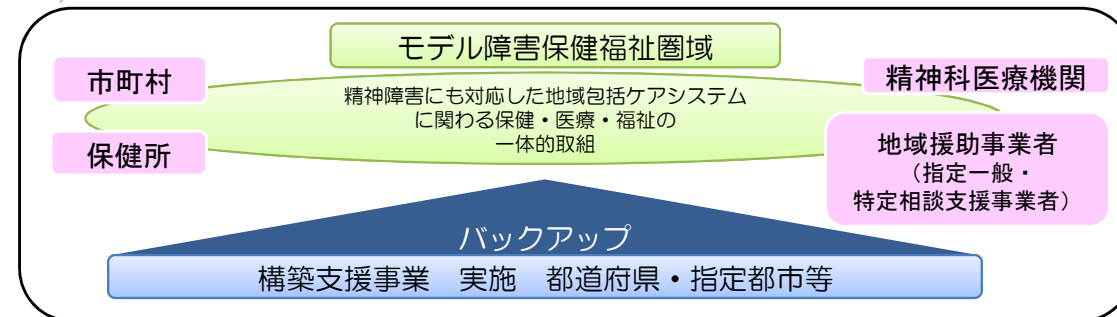 モデル障害保健福祉圏域
市町村
精神科医療機関
精神障害にも対応した地域包括ケアシステム
に関わる保健・医療・福祉の
一体的取組
保健所
地域援助事業者
（指定一般・
特定相談支援事業者）
バックアップ
構築支援事業　実施　都道府県・指定都市等